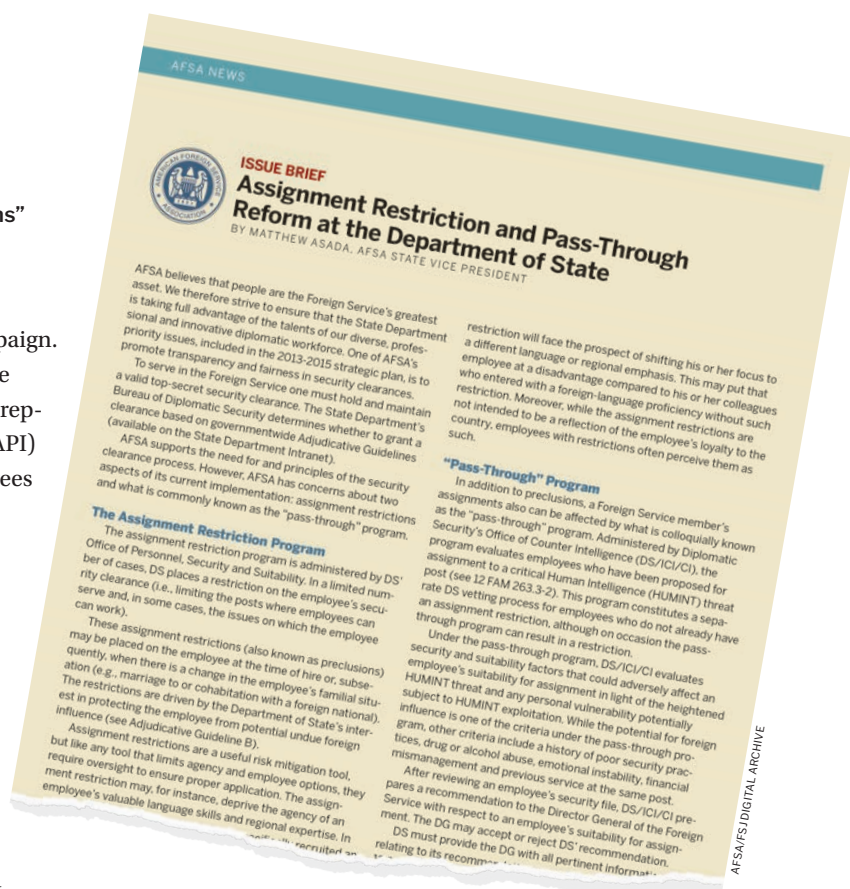 ns”
paign.
e
rep-
API)
ees
AFSA NEWS
AMERICAN FOREIGN SERVICE
ASSOCIATION
ISSUE BRIEF
Assignment Restriction and Pass-Through
Reform at the Department of State
BY MATTHEW ASADA, AFSA STATE VICE PRESIDENT
AFSA believes that people are the Foreign Service’s greatest
asset. We therefore strive to ensure that the State Department
is taking full advantage of the talents of our diverse, profes-
sional and innovative diplomatic workforce. One of AFSA’s
priority issues, included in the 2013-2015 strategic plan, is to
promote transparency and fairness in security clearances.
To serve in the Foreign Service one must hold and maintain
a valid top-secret security clearance. The State Department’s
Bureau of Diplomatic Security determines whether to grant a
clearance based on governmentwide Adjudicative Guidelines
(available on the State Department Intranet).
AFSA supports the need for and principles of the security
clearance process. However, AFSA has concerns about two
aspects of its current implementation: assignment restrictions
and what is commonly known as the “pass-through” program.
The Assignment Restriction Program
The assignment restriction program is administered by DS’
Office of Personnel, Security and Suitability. In a limited num-
ber of cases, DS places a restriction on the employee’s secu-
rity clearance (i.e., limiting the posts where employees can
serve and, in some cases, the issues on which the employee
can work).
These assignment restrictions (also known as preclusions)
may be placed on the employee at the time of hire or, subse-
quently, when there is a change in the employee’s familial situ-
ation (e.g., marriage to or cohabitation with a foreign national).
The restrictions are driven by the Department of State’s inter-
est in protecting the employee from potential undue foreign
influence (see Adjudicative Guideline B).
Assignment restrictions are a useful risk mitigation tool,
but like any tool that limits agency and employee options, they
require oversight to ensure proper application. The assign-
ment restriction may, for instance, deprive the agency of an
employee’s valuable language skills and regional expertise. In
recruited an
restriction will face the prospect of shifting his or her focus to
a different language or regional emphasis. This may put that
employee at a disadvantage compared to his or her colleagues
who entered with a foreign-language proficiency without such
restriction. Moreover, while the assignment restrictions are
not intended to be a reflection of the employee’s loyalty to the
country, employees with restrictions often perceive them as
such.
“Pass-Through” Program
In addition to preclusions, a Foreign Service member’s
assignments also can be affected by what is colloquially known
as the “pass-through” program. Administered by Diplomatic
Security’s Office of Counter Intelligence (DS/ICI/CI), the
program evaluates employees who have been proposed for
assignment to a critical Human Intelligence (HUMINT) threat
post (see 12 FAM 263.3-2). This program constitutes a sepa-
rate DS vetting process for employees who do not already have
an assignment restriction, although on occasion the pass-
through program can result in a restriction.
Under the pass-through program, DS/ICI/CI evaluates
security and suitability factors that could adversely affect an
employee’s suitability for assignment in light of the heightened
HUMINT threat and any personal vulnerability potentially
subject to HUMINT exploitation. While the potential for foreign
influence is one of the criteria under the pass-through pro-
gram, other criteria include a history of poor security prac-
tices, drug or alcohol abuse, emotional instability, financial
mismanagement and previous service at the same post.
After reviewing an employee’s security file, DS/ICI/CI pre-
pares a recommendation to the Director General of the Foreign
Service with respect to an employee’s suitability for assign-
ment. The DG may accept or reject DS’ recommendation.
DS must provide the DG with all pertinent informati
relating to its recomme
AFSA/FSJ DIGITAL ARCHIVE